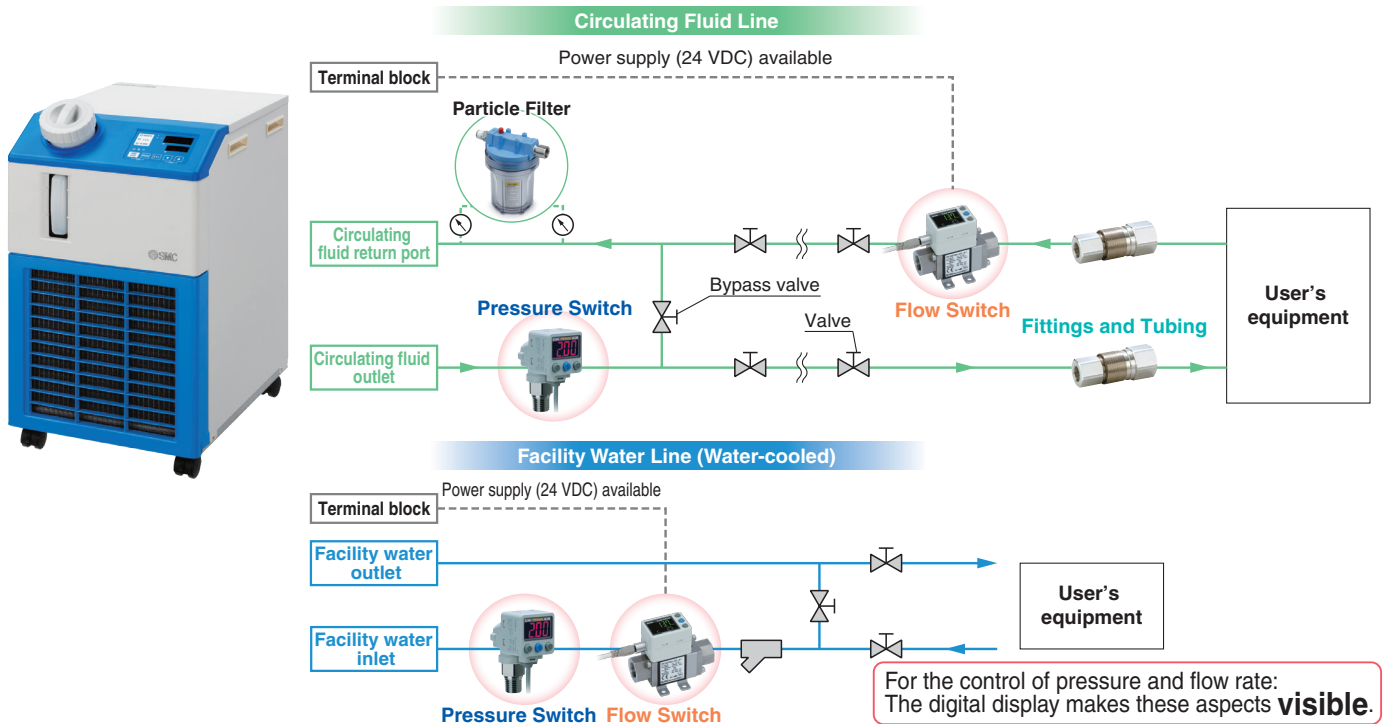 Circulating Fluid Line
Power supply (24 VDC) available
Terminal block
Particle Filter
SMC
Circulating
fluid return port
Bypass valve
Pressure Switch
Flow Switch
Valve
Fittings and Tubing
User's
equipment
Circulating fluid
outlet
200
Facility Water Line (Water-cooled)
Power supply (24 VDC) available
Terminal block
Facility water
outlet
User's
equipment
Facility water
inlet
200
Pressure Switch
Flow Switch
For the control of pressure and flow rate:
The digital display makes these aspects visible.